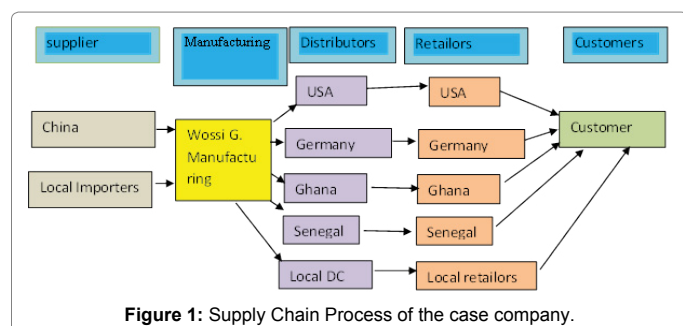 supplier
Manufacturing
Distributors
Retailors
Customers
USA
USA
China
Wossi G.
Manufactu
ring
Germany
Germany
Customer
Local Importers
Ghana
Ghana
Senegal
Senegal
Local DC
Local retailors
Figure 1: Supply Chain Process of the case company.